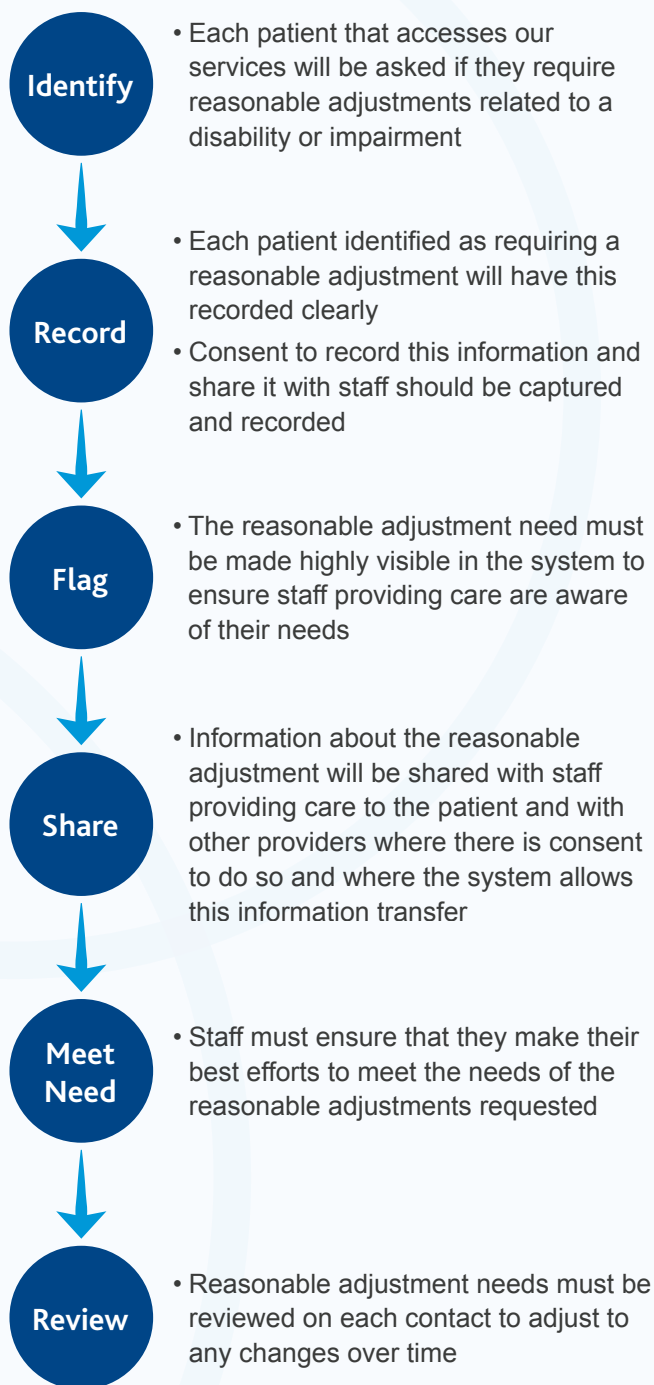 Identify
• Each patient that accesses our
services will be asked if they require
reasonable adjustments related to a
disability or impairment
Record
• Each patient identified as requiring a
reasonable adjustment will have this
recorded clearly
• Consent to record this information and
share it with staff should be captured
and recorded
Flag
• The reasonable adjustment need must
be made highly visible in the system to
ensure staff providing care are aware
of their needs
Share
• Information about the reasonable
adjustment will be shared with staff
providing care to the patient and with
other providers where there is consent
to do so and where the system allows
this information transfer
Meet
Need
• Staff must ensure that they make their
best efforts to meet the needs of the
reasonable adjustments requested
Review
• Reasonable adjustment needs must be
reviewed on each contact to adjust to
any changes over time